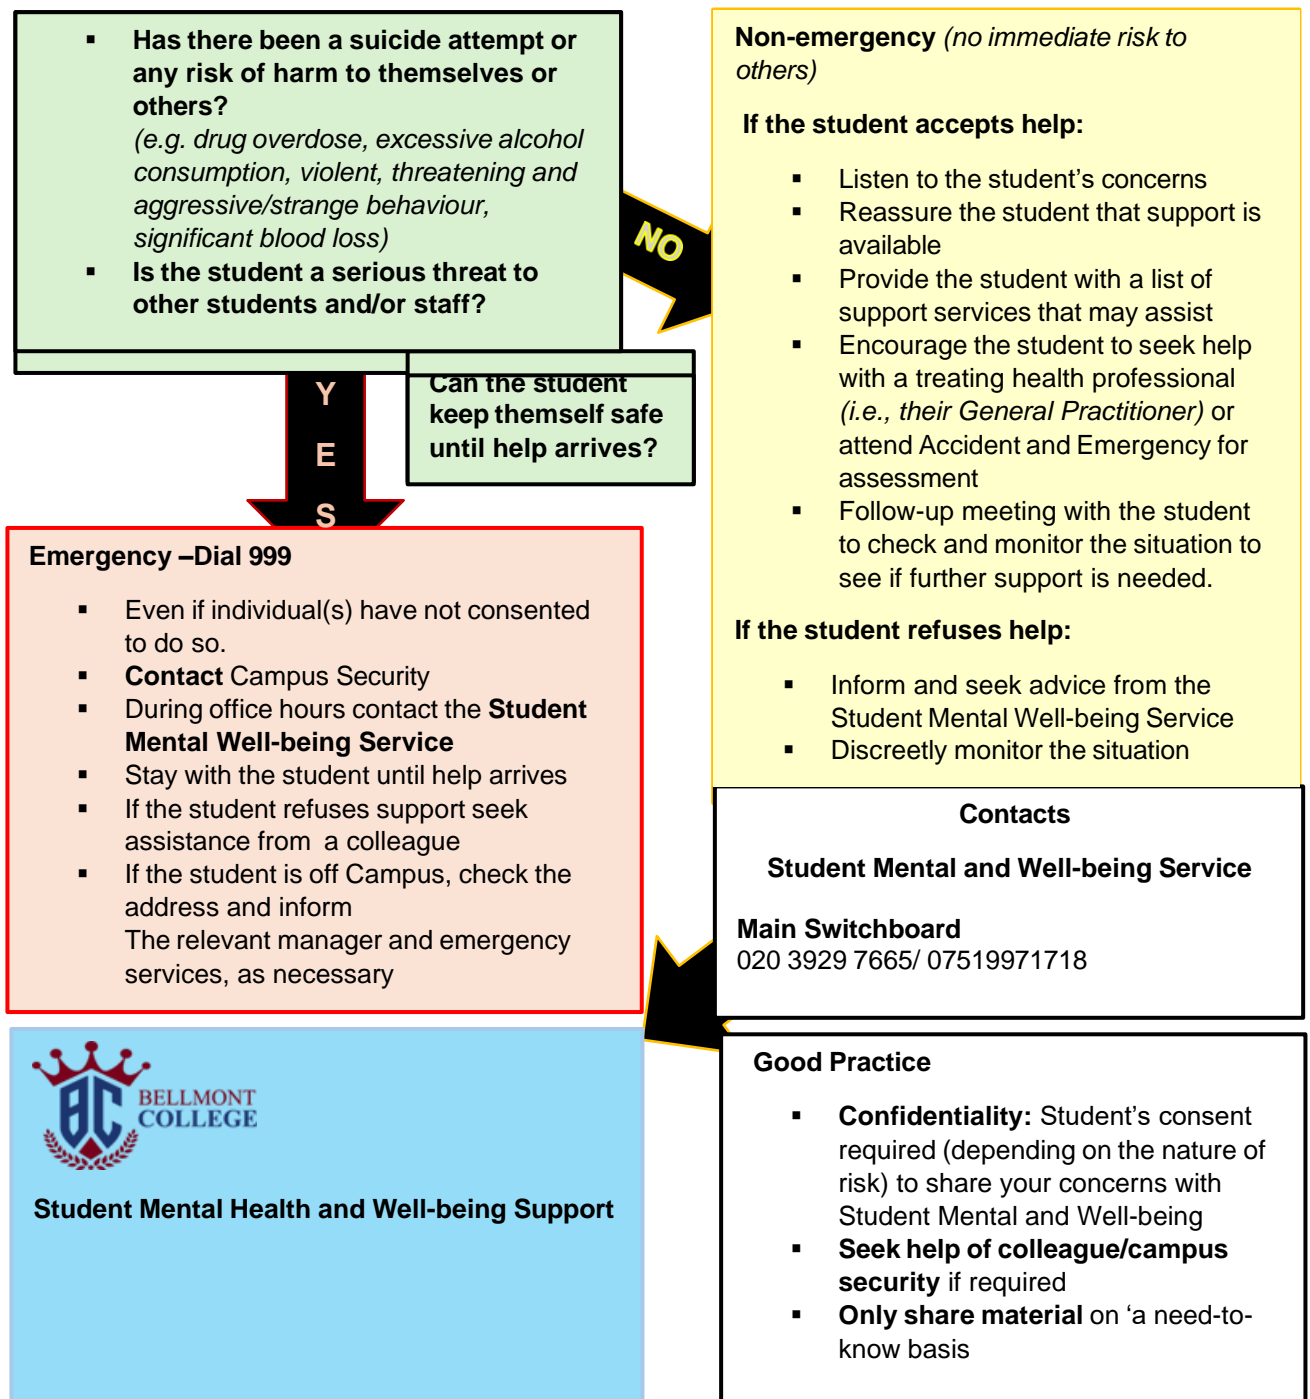 ▪ Has there been a suicide attempt or
any risk of harm to themselves or
others?
(e.g. drug overdose, excessive alcohol
consumption, violent, threatening and
aggressive/strange behaviour,
significant blood loss)
▪ Is the student a serious threat to
other students and/or staff?
NO
Y
E
S
Can the student
keep themself safe
until help arrives?
Emergency –Dial 999
▪ Even if individual(s) have not consented
to do so.
▪ Contact Campus Security
▪ During office hours contact the Student
Mental Well-being Service
▪ Stay with the student until help arrives
▪ If the student refuses support seek
assistance from a colleague
▪ If the student is off Campus, check the
address and inform
The relevant manager and emergency
services, as necessary
Non-emergency (no immediate risk to
others)
If the student accepts help:
▪ Listen to the student’s concerns
▪ Reassure the student that support is
available
▪ Provide the student with a list of
support services that may assist
▪ Encourage the student to seek help
with a treating health professional
(i.e., their General Practitioner) or
attend Accident and Emergency for
assessment
▪ Follow-up meeting with the student
to check and monitor the situation to
see if further support is needed.
If the student refuses help:
▪ Inform and seek advice from the
Student Mental Well-being Service
▪ Discreetly monitor the situation
Contacts
Student Mental and Well-being Service
Main Switchboard
020 3929 7665/ 07519971718
BC
BELLMONT
COLLEGE
Student Mental Health and Well-being Support
Good Practice
▪ Confidentiality: Student’s consent
required (depending on the nature of
risk) to share your concerns with
Student Mental and Well-being
▪ Seek help of colleague/campus
security if required
▪ Only share material on ‘a need-to-
know basis